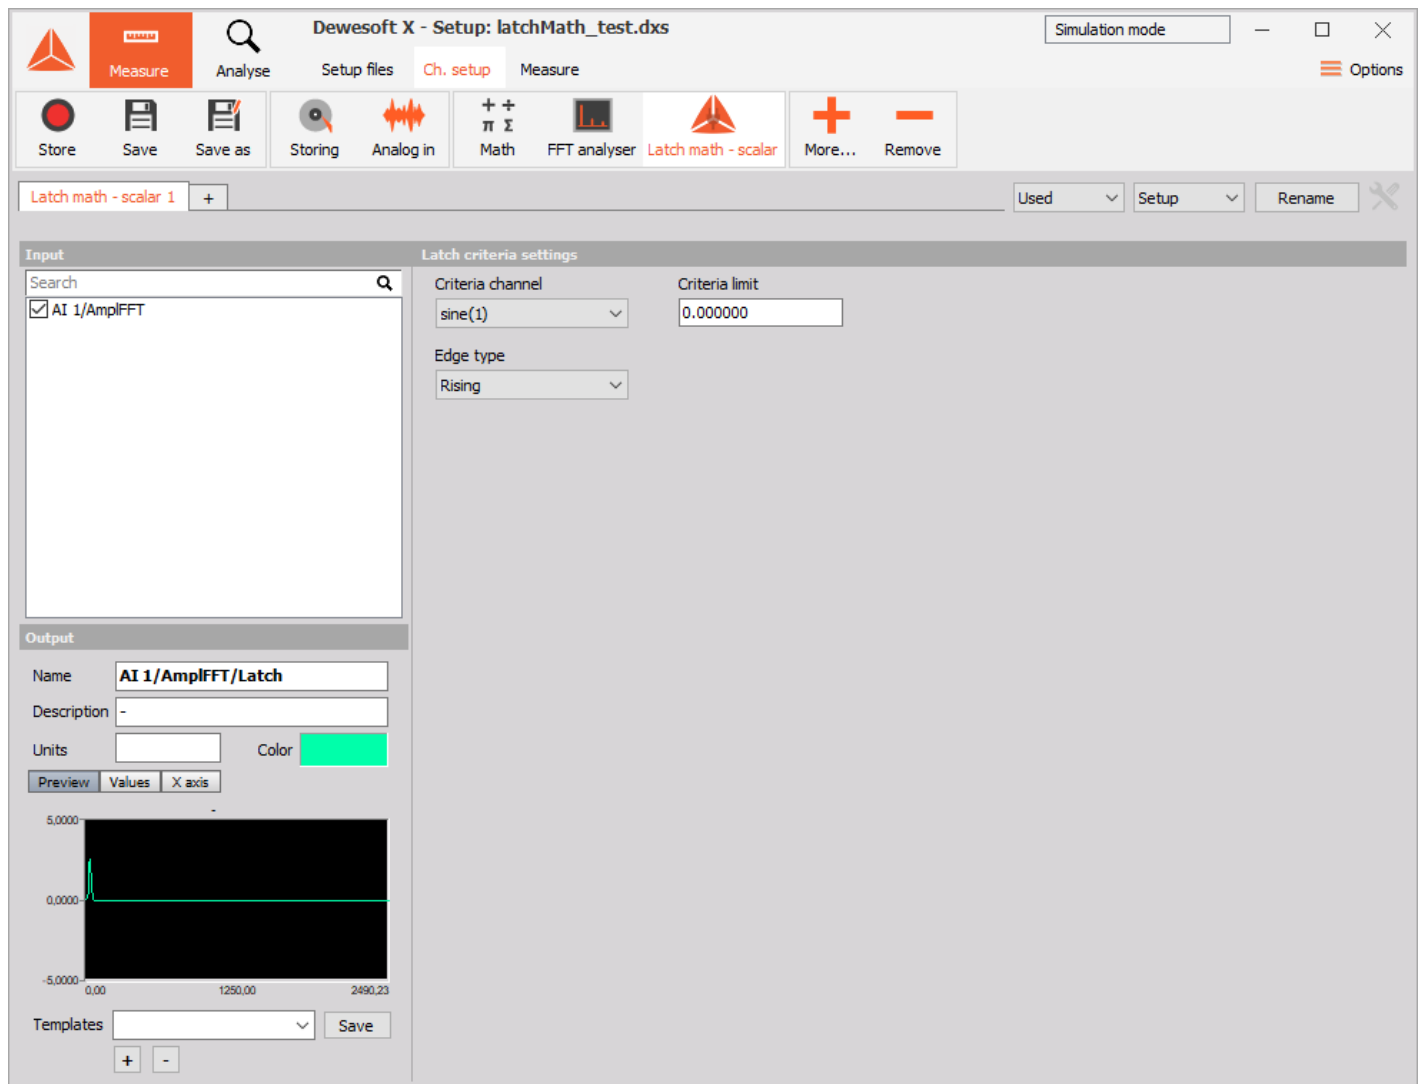 Dewesoft X - Setup: latchMath_test.dxs
Simulation mode
Measure
Analyse
Setup files
Ch. setup
Measure
Options
Store
Save
Save as
Storing
Analog in
Math
FFT analyser
Latch math - scalar
More...
Remove
Latch math - scalar 1
+
Used
Setup
Rename
Input
Latch criteria settings
Search
AI 1/AmplFFT
Criteria channel
Criteria limit
sine(1)
0.000000
Edge type
Rising
Output
Name
AI 1/AmplFFT/Latch
Description
-
Units
Color
Preview
Values
X axis
-
5,0000
0,0000
-5,0000
0,00
1250,00
2490,23
Templates
Save
+
-